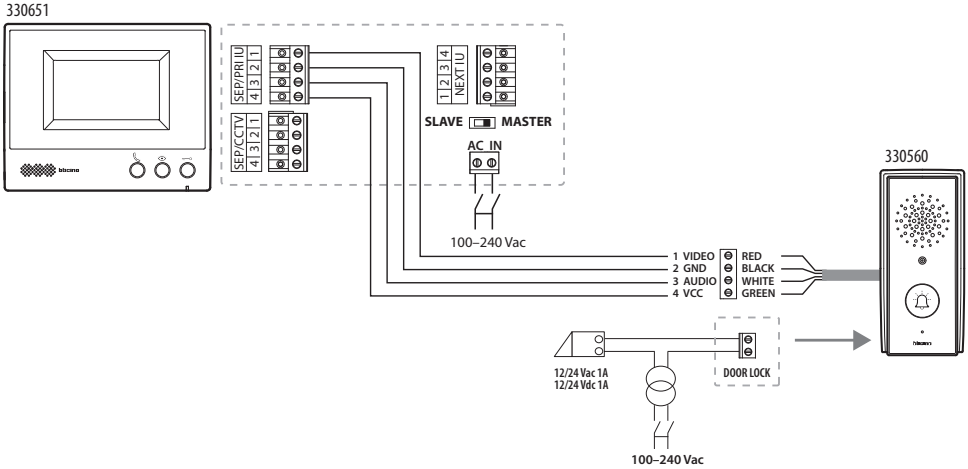 330651
SEP/PRI IU
4 3 2 1
SEP/CCTV
4 3 2 1
1 2 3 4
NEXT IU
SLAVE MASTER
AC IN
100–240 Vac
bticino
330560
1 VIDEO RED
2 GND BLACK
3 AUDIO WHITE
4 VCC GREEN
12/24 Vac 1A
12/24 Vdc 1A
DOOR LOCK
100–240 Vac
bticino